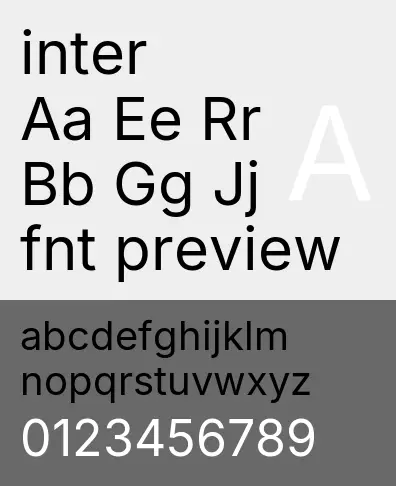 inter
Aa Ee Rr
Bb Gg Jj
A
fnt preview
abcdefghijklm
nopqrstuvwxyz
0123456789